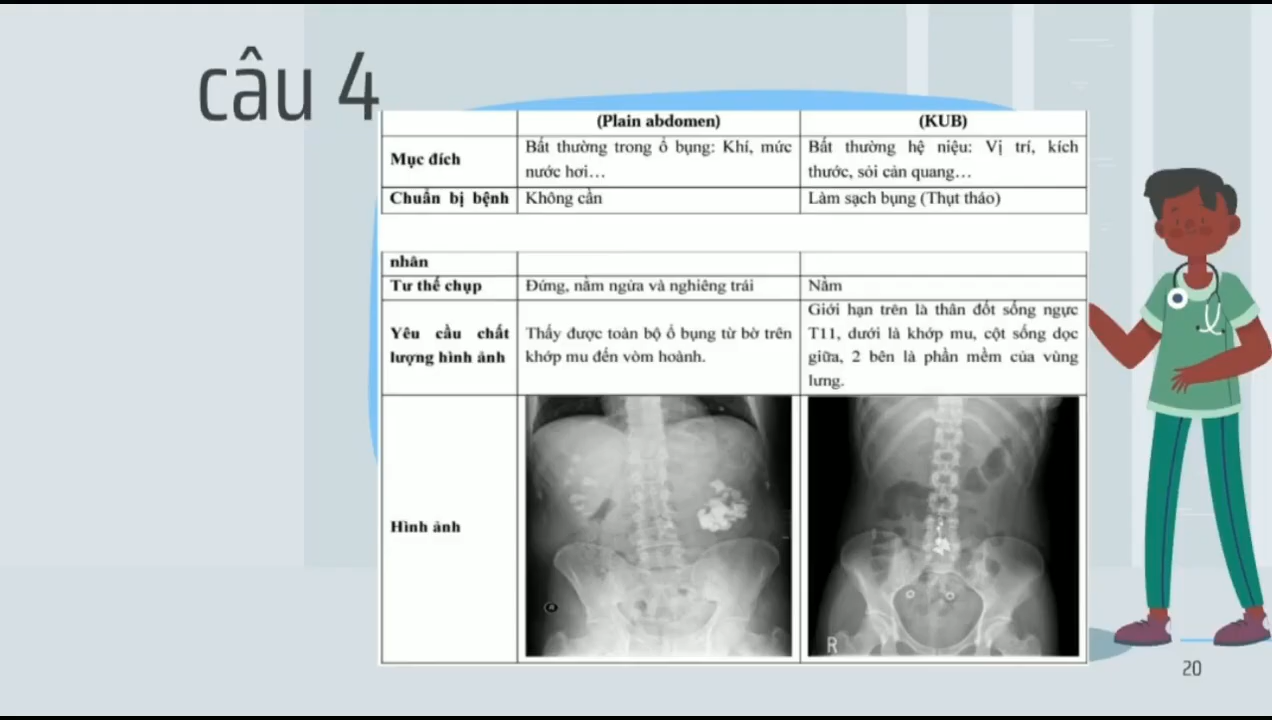 câu 4
(Plain abdomen)
(KUB)
Mục đích
Bất thường trong ổ bụng: Khí, mức
nước hơi…
Bất thường hệ niệu: Vị trí, kích
thước, sỏi cản quang…
Chuẩn bị bệnh
Không cần
Làm sạch bụng (Thụt tháo)
nhân
Tư thế chụp
Đứng, nằm ngửa và nghiêng trái
Nằm
Yêu cầu chất
lượng hình ảnh
Thấy được toàn bộ ổ bụng từ bờ trên
khớp mu đến vòm hoành.
Giới hạn trên là thân đốt sống ngực
T11, dưới là khớp mu, cột sống dọc
giữa, 2 bên là phần mềm của vùng
lưng.
Hình ảnh
R
20